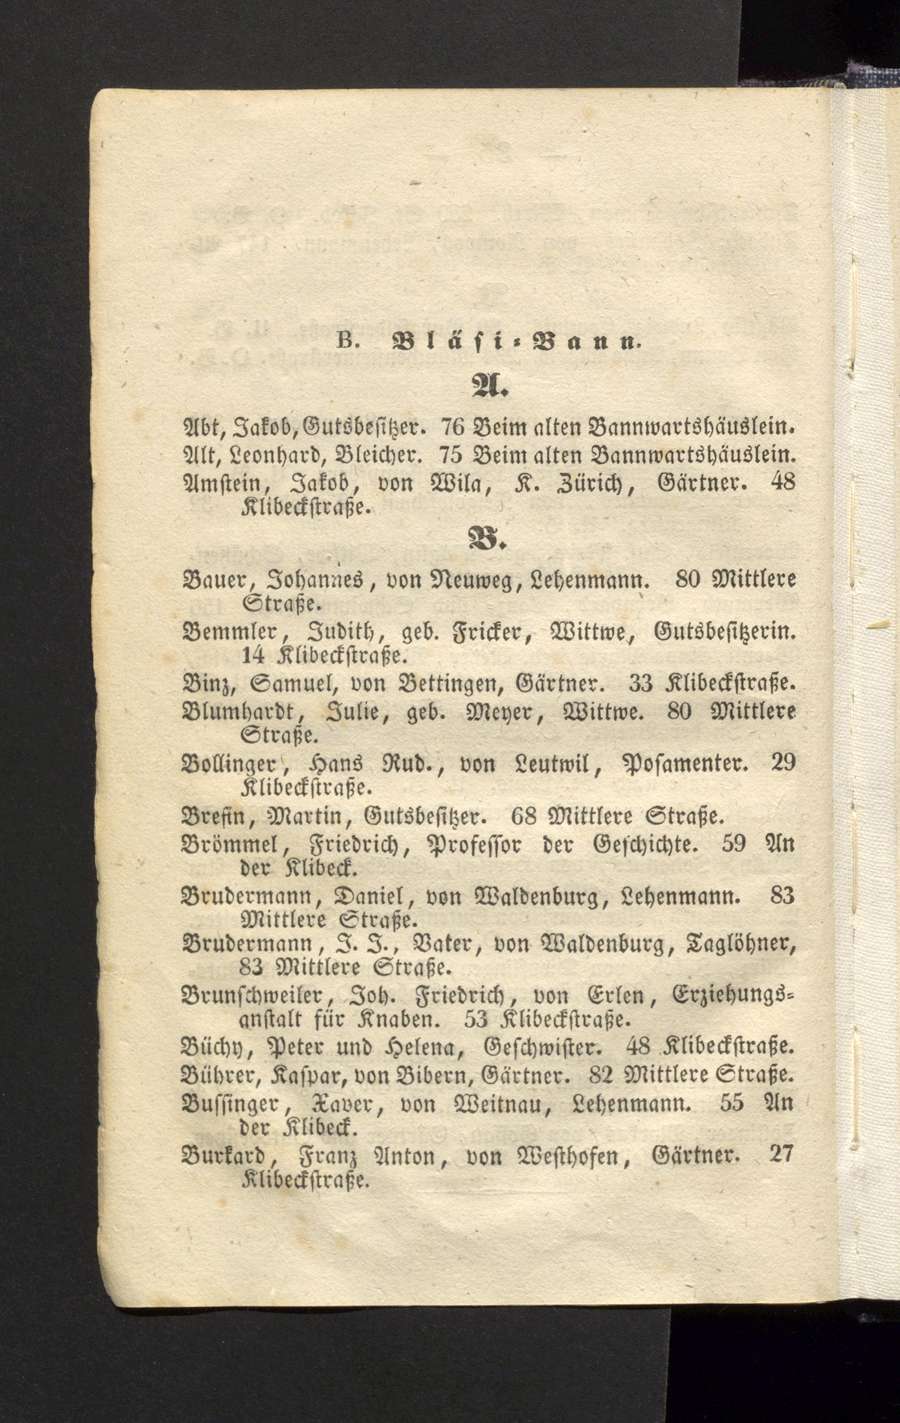 B. Bläsi-Bann.
A.
Abt, Jakob, Gutsbesitzer. 76 Beim alten Bannwartshäuslein.
Alt, Leonhard, Bleicher. 75 Beim alten Bannwartshäuslein.
Amstein, Jakob, von Wila, K. Zürich, Gärtner. 48
Klibeckstraße.
B.
Bauer, Johannes, von Neuweg, Lehenmann. 80 Mittlere
Straße.
Bemmler, Judith, geb. Fricker, Wittwe, Gutsbesitzerin.
14 Klibeckstraße.
Binz, Samuel, von Bettingen, Gärtner. 33 Klibeckstraße.
Blumhardt, Julie, geb. Meyer, Wittwe. 80 Mittlere
Straße.
Bollinger, Hans Rud., von Leutwil, Posamenter. 29
Klibeckstraße.
Bresin, Martin, Gutsbesitzer. 68 Mittlere Straße.
Brömmel, Friedrich, Professor der Geschichte. 59 An
der Klibeck.
Brudermann, Daniel, von Waldenburg, Lehenmann. 83
Mittlere Straße.
Brudermann, J. J., Vater, von Waldenburg, Taglöhner,
83 Mittlere Straße.
Brunschweiler, Joh. Friedrich, von Erlen, Erziehungs-
anstalt für Knaben. 53 Klibeckstraße.
Büchy, Peter und Helena, Geschwister. 48 Klibeckstraße.
Bührer, Kaspar, von Bibern, Gärtner. 82 Mittlere Straße.
Bussinger, Xaver, von Weitnau, Lehenmann. 55 An
der Klibeck.
Burkard, Franz Anton, von Westhofen, Gärtner. 27
Klibeckstraße.